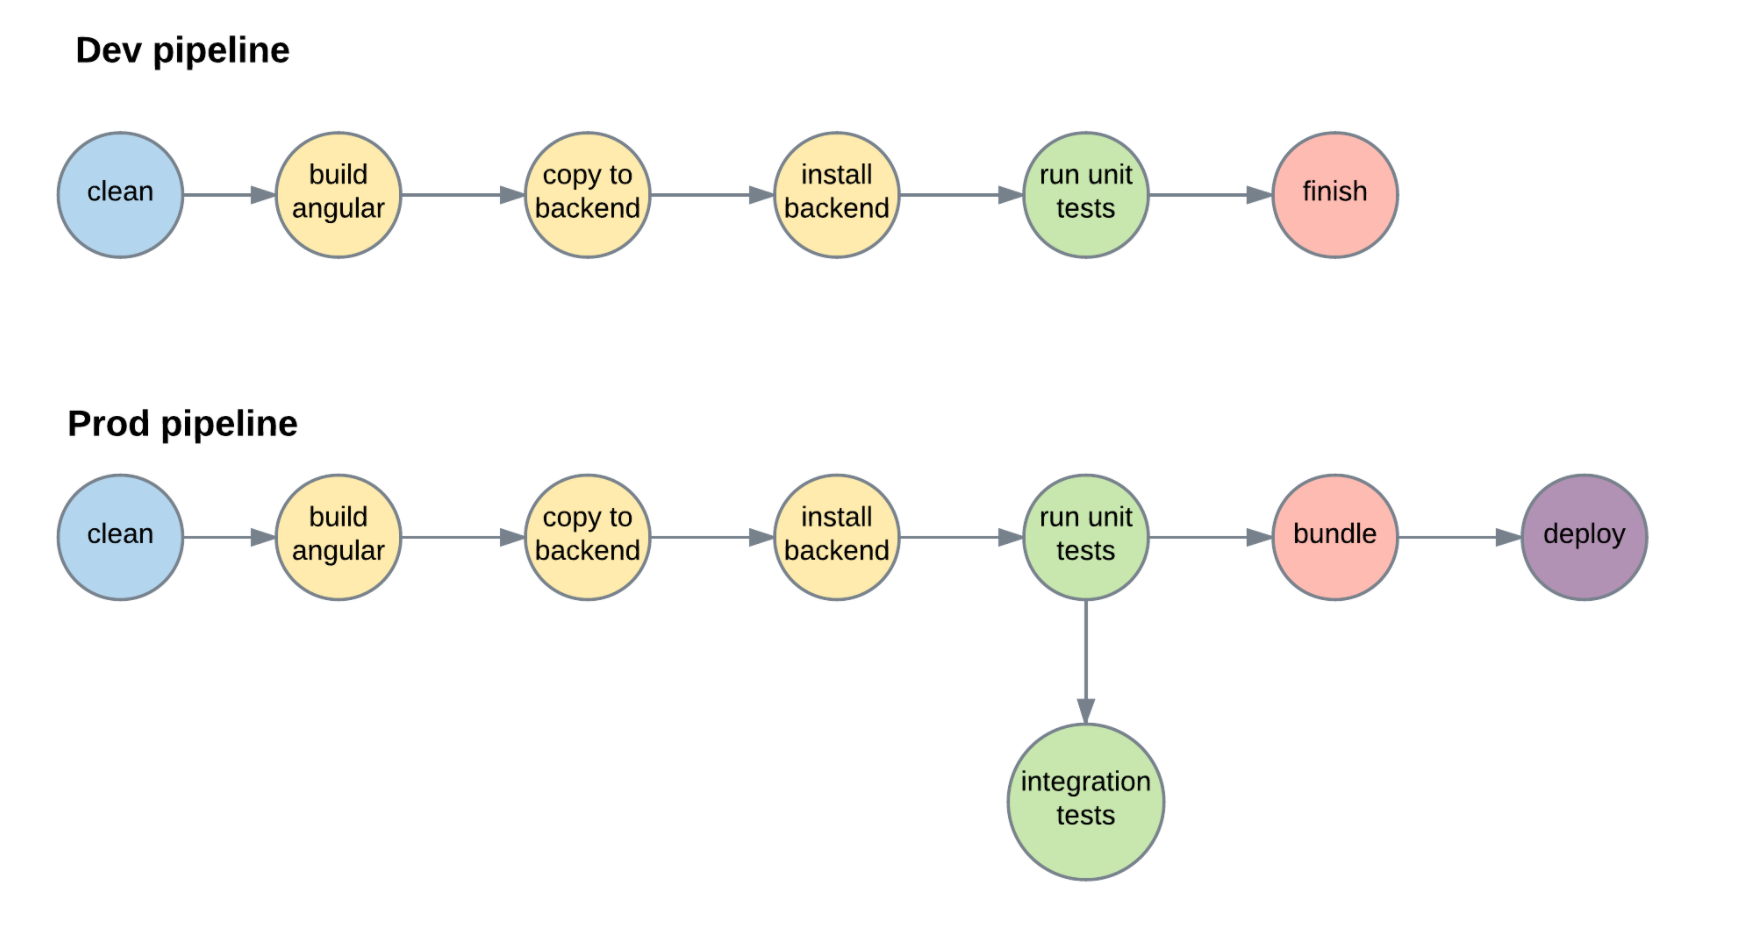 Dev pipeline
clean
build
angular
copy to
backend
install
backend
run unit
tests
finish
Prod pipeline
clean
build
angular
copy to
backend
install
backend
run unit
tests
bundle
deploy
integration
tests